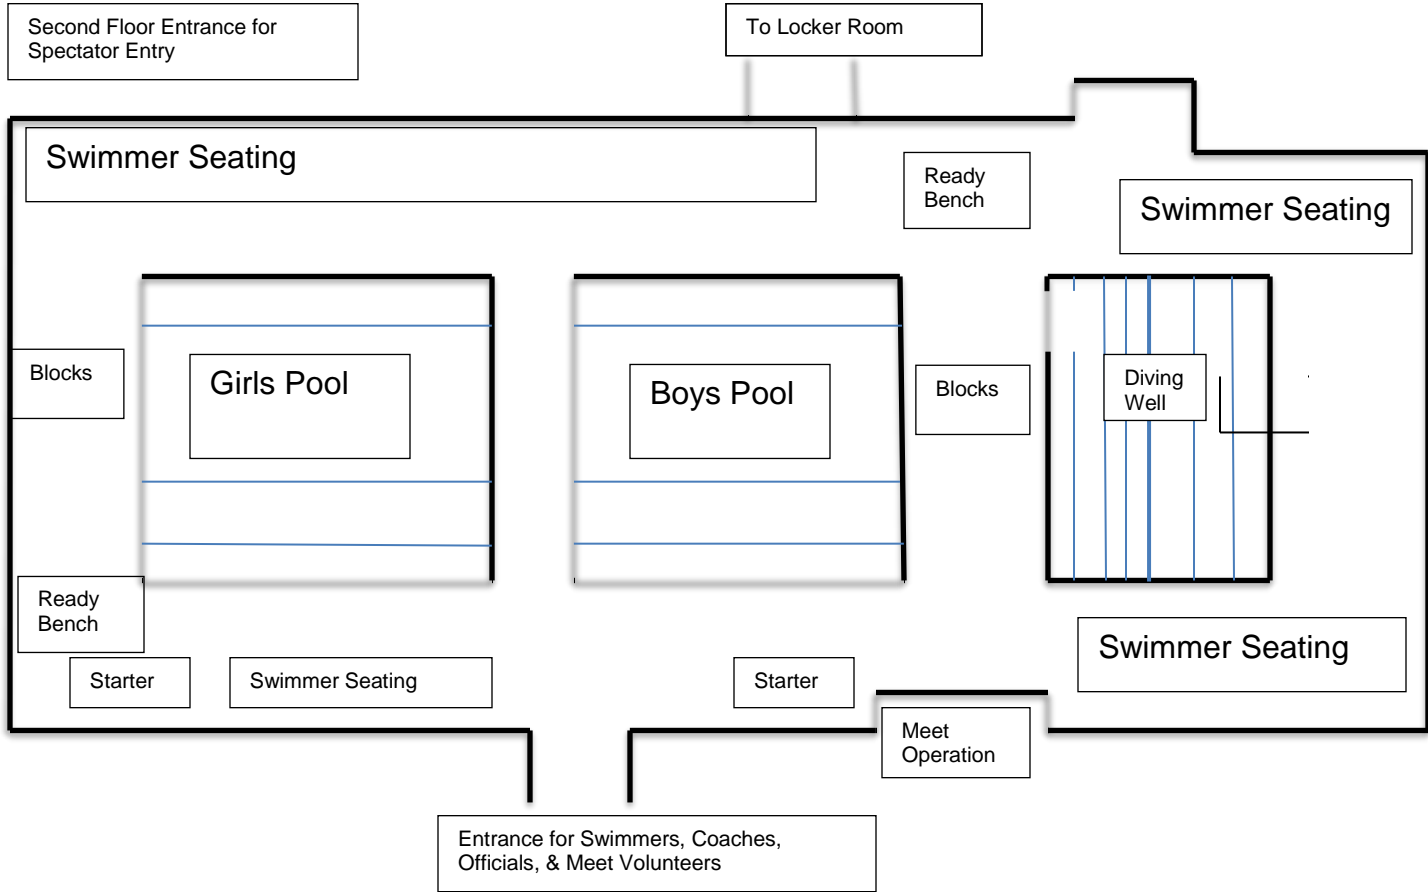 Second Floor Entrance for
Spectator Entry
To Locker Room
Swimmer Seating
Ready
Bench
Swimmer Seating
Blocks
Girls Pool
Boys Pool
Blocks
Diving
Well
Ready
Bench
Starter
Swimmer Seating
Starter
Swimmer Seating
Meet
Operation
Entrance for Swimmers, Coaches,
Officials, & Meet Volunteers